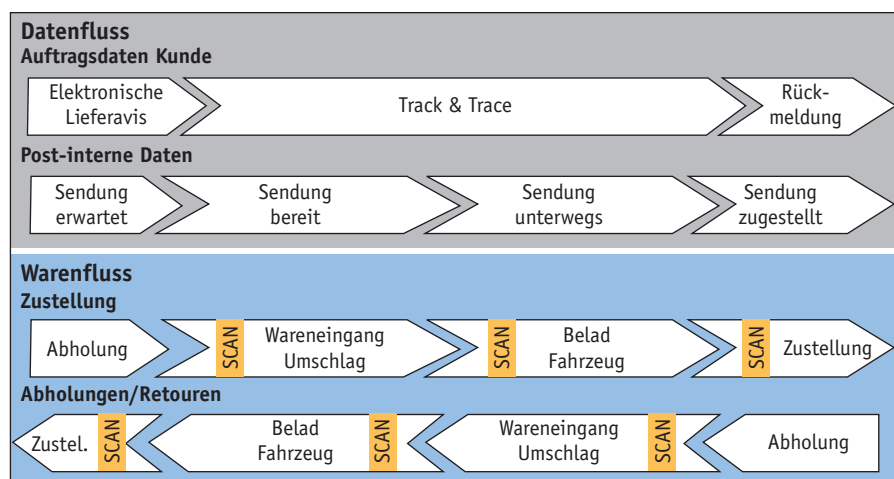 Datenfluss
Auftragsdaten Kunde
Elektronische
Lieferavis
Track & Trace
Rück-
meldung
Post-interne Daten
Sendung
erwartet
Sendung
bereit
Sendung
unterwegs
Sendung
zugestellt
Warenfluss
Zustellung
Abholung
SCAN
Wareneingang
Umschlag
SCAN
Belad
Fahrzeug
SCAN
Zustellung
Abholungen/Retouren
Zustel.
SCAN
Belad
Fahrzeug
SCAN
Wareneingang
Umschlag
SCAN
Abholung